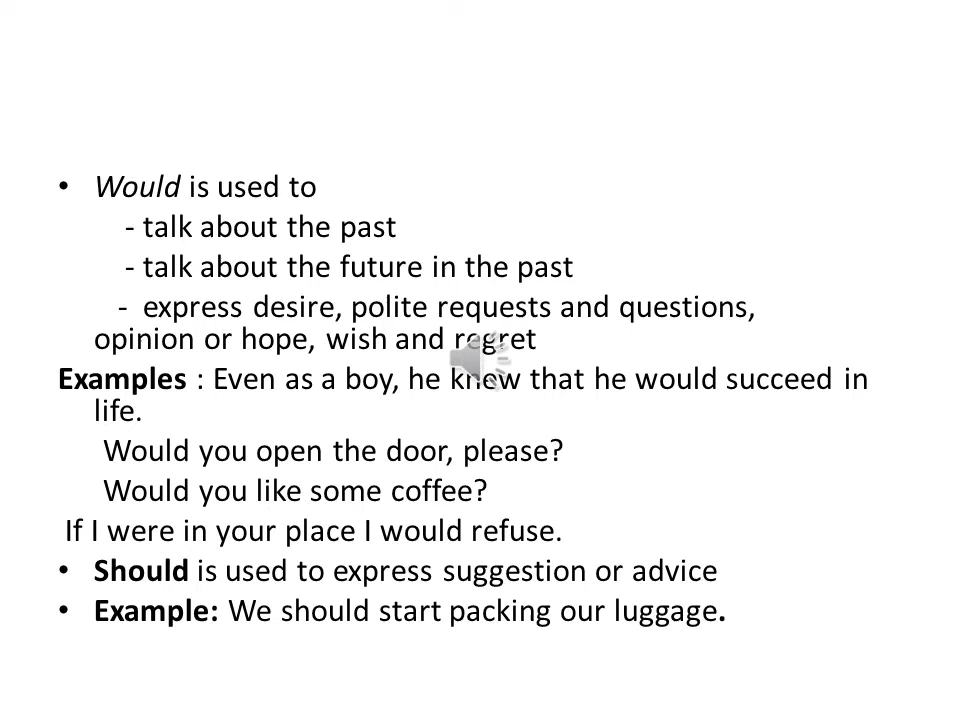 • Would is used to
- talk about the past
- talk about the future in the past
- express desire, polite requests and questions,
opinion or hope, wish and regret
Examples : Even as a boy, he knew that he would succeed in
life.
Would you open the door, please?
Would you like some coffee?
If I were in your place I would refuse.
• Should is used to express suggestion or advice
• Example: We should start packing our luggage.